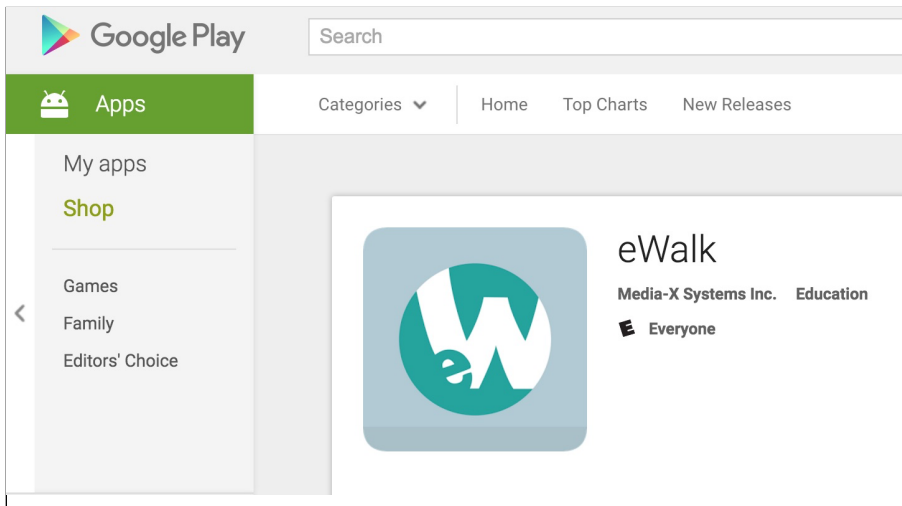 Google Play
Search
Apps
Categories
Home
Top Charts
New Releases
My apps
Shop
Games
Family
Editors' Choice
eW
eWalk
Media-X Systems Inc. Education
E Everyone